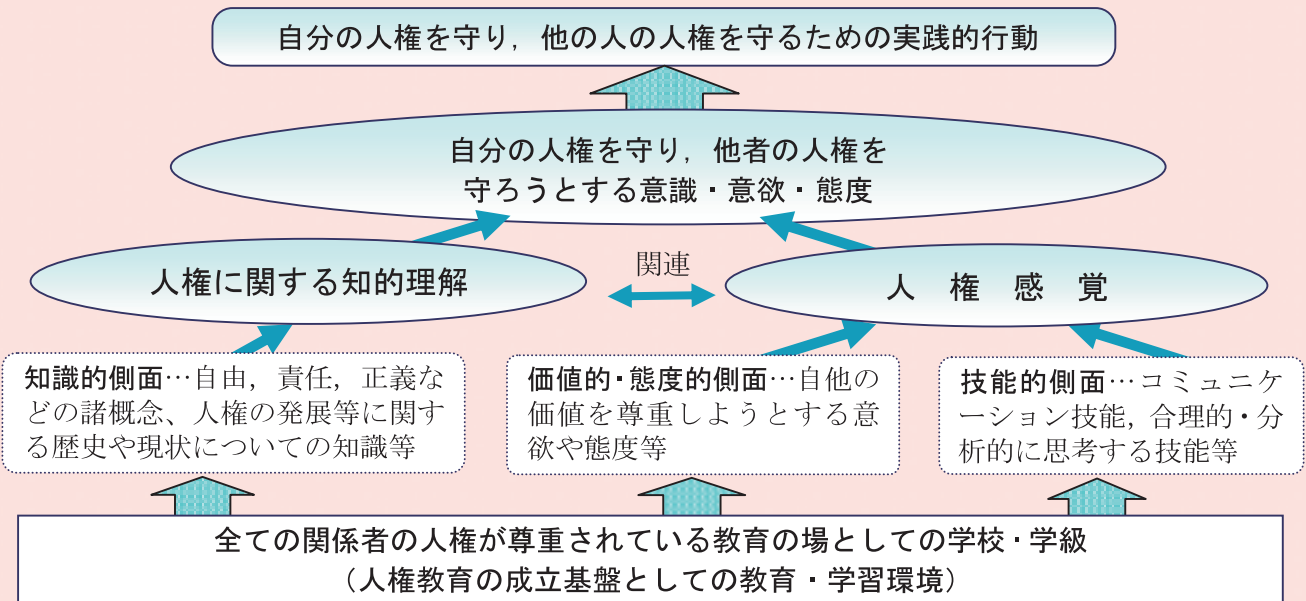 自分の人権を守り，他の人の人権を守るための実践的行動
自分の人権を守り，他者の人権を
守ろうとする意識・意欲・態度
人権に関する知的理解
関連
人　権　感　覚
知識的側面…自由，責任，正義な
どの諸概念、人権の発展等に関す
る歴史や現状についての知識等
価値的・態度的側面…自他の
価値を尊重しようとする意
欲や態度等
技能的側面…コミュニケ
ーション技能，合理的・分
析的に思考する技能等
全ての関係者の人権が尊重されている教育の場としての学校・学級
（人権教育の成立基盤としての教育・学習環境）